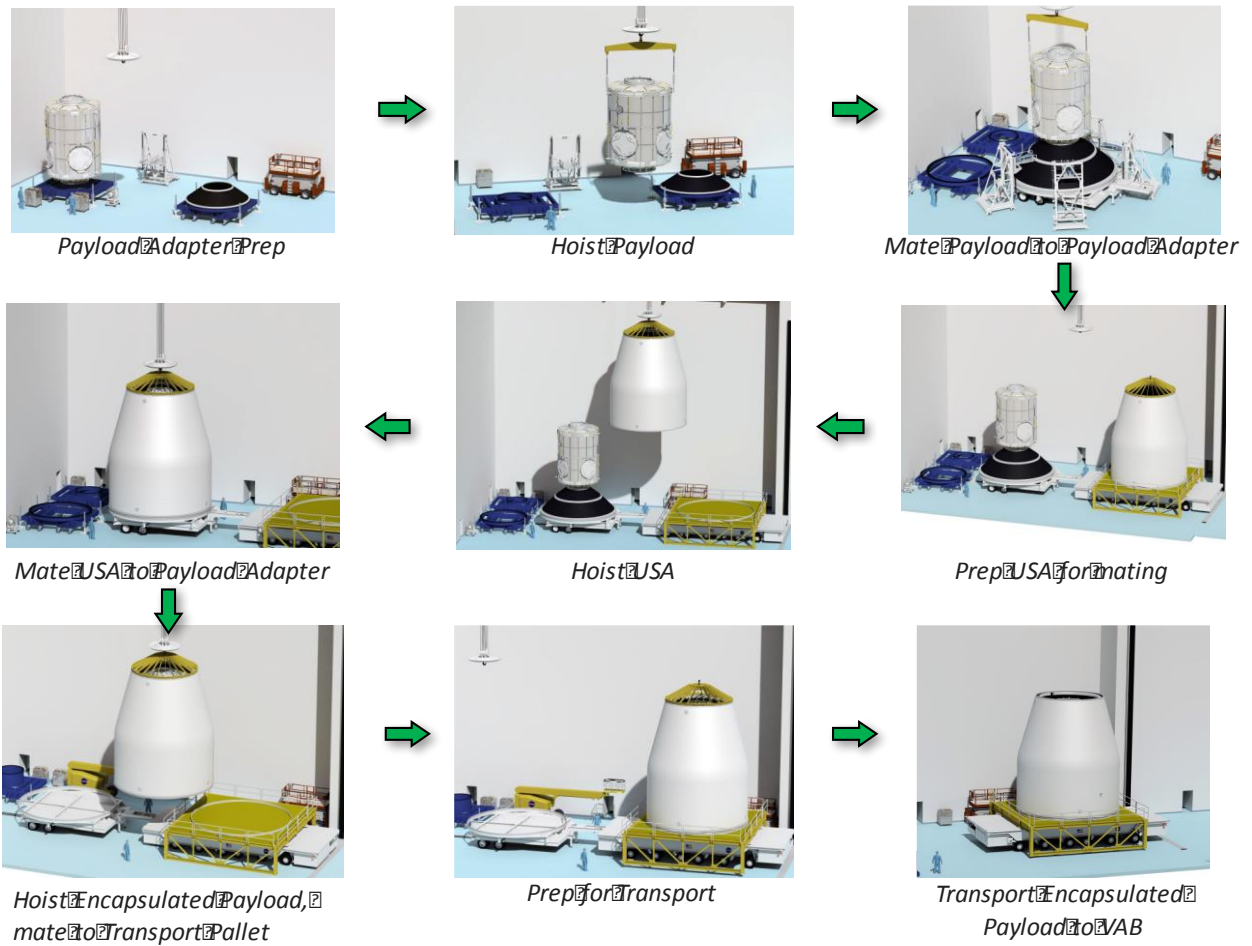 Payload Adapter Prep
Hoist Payload
Mate Payload to Payload Adapter
Mate USA to Payload Adapter
Hoist USA
Prep USA for mating
Hoist Encapsulated Payload,
mate to Transport Pallet
Prep for Transport
Transport Encapsulated
Payload to VAB